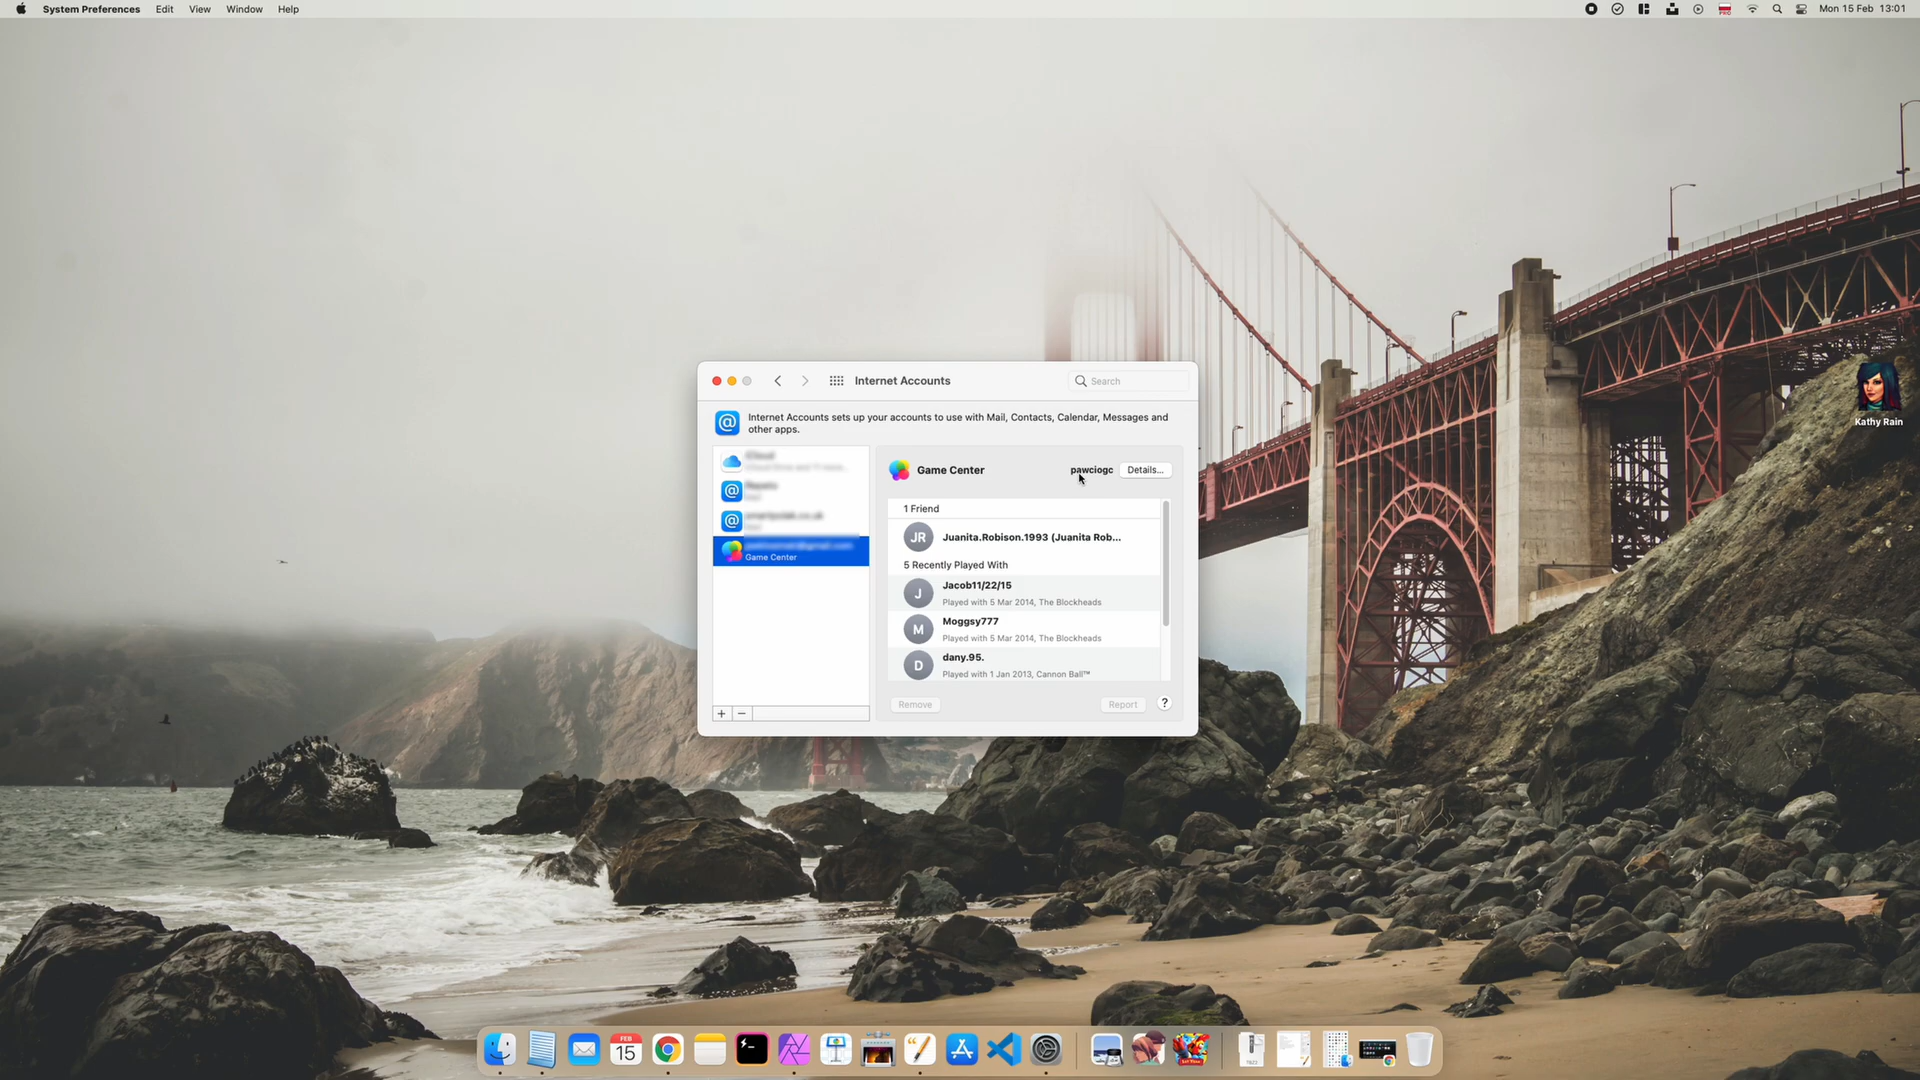 System Preferences Edit View Window Help
Mon 15 Feb 13:01
Internet Accounts
Search
Internet Accounts sets up your accounts to use with Mail, Contacts, Calendar, Messages and
other apps.
Game Center
Game Center
pawciogc
Details...
1 Friend
JR
Juanita.Robison.1993 (Juanita Rob...
5 Recently Played With
J
Jacob11/22/15
Played with 5 Mar 2014, The Blockheads
M
Moggsy777
Played with 5 Mar 2014, The Blockheads
D
dany.95.
Played with 1 Jan 2013, Cannon Ball™
Remove
Report
?
Kathy Rain
FEB
15